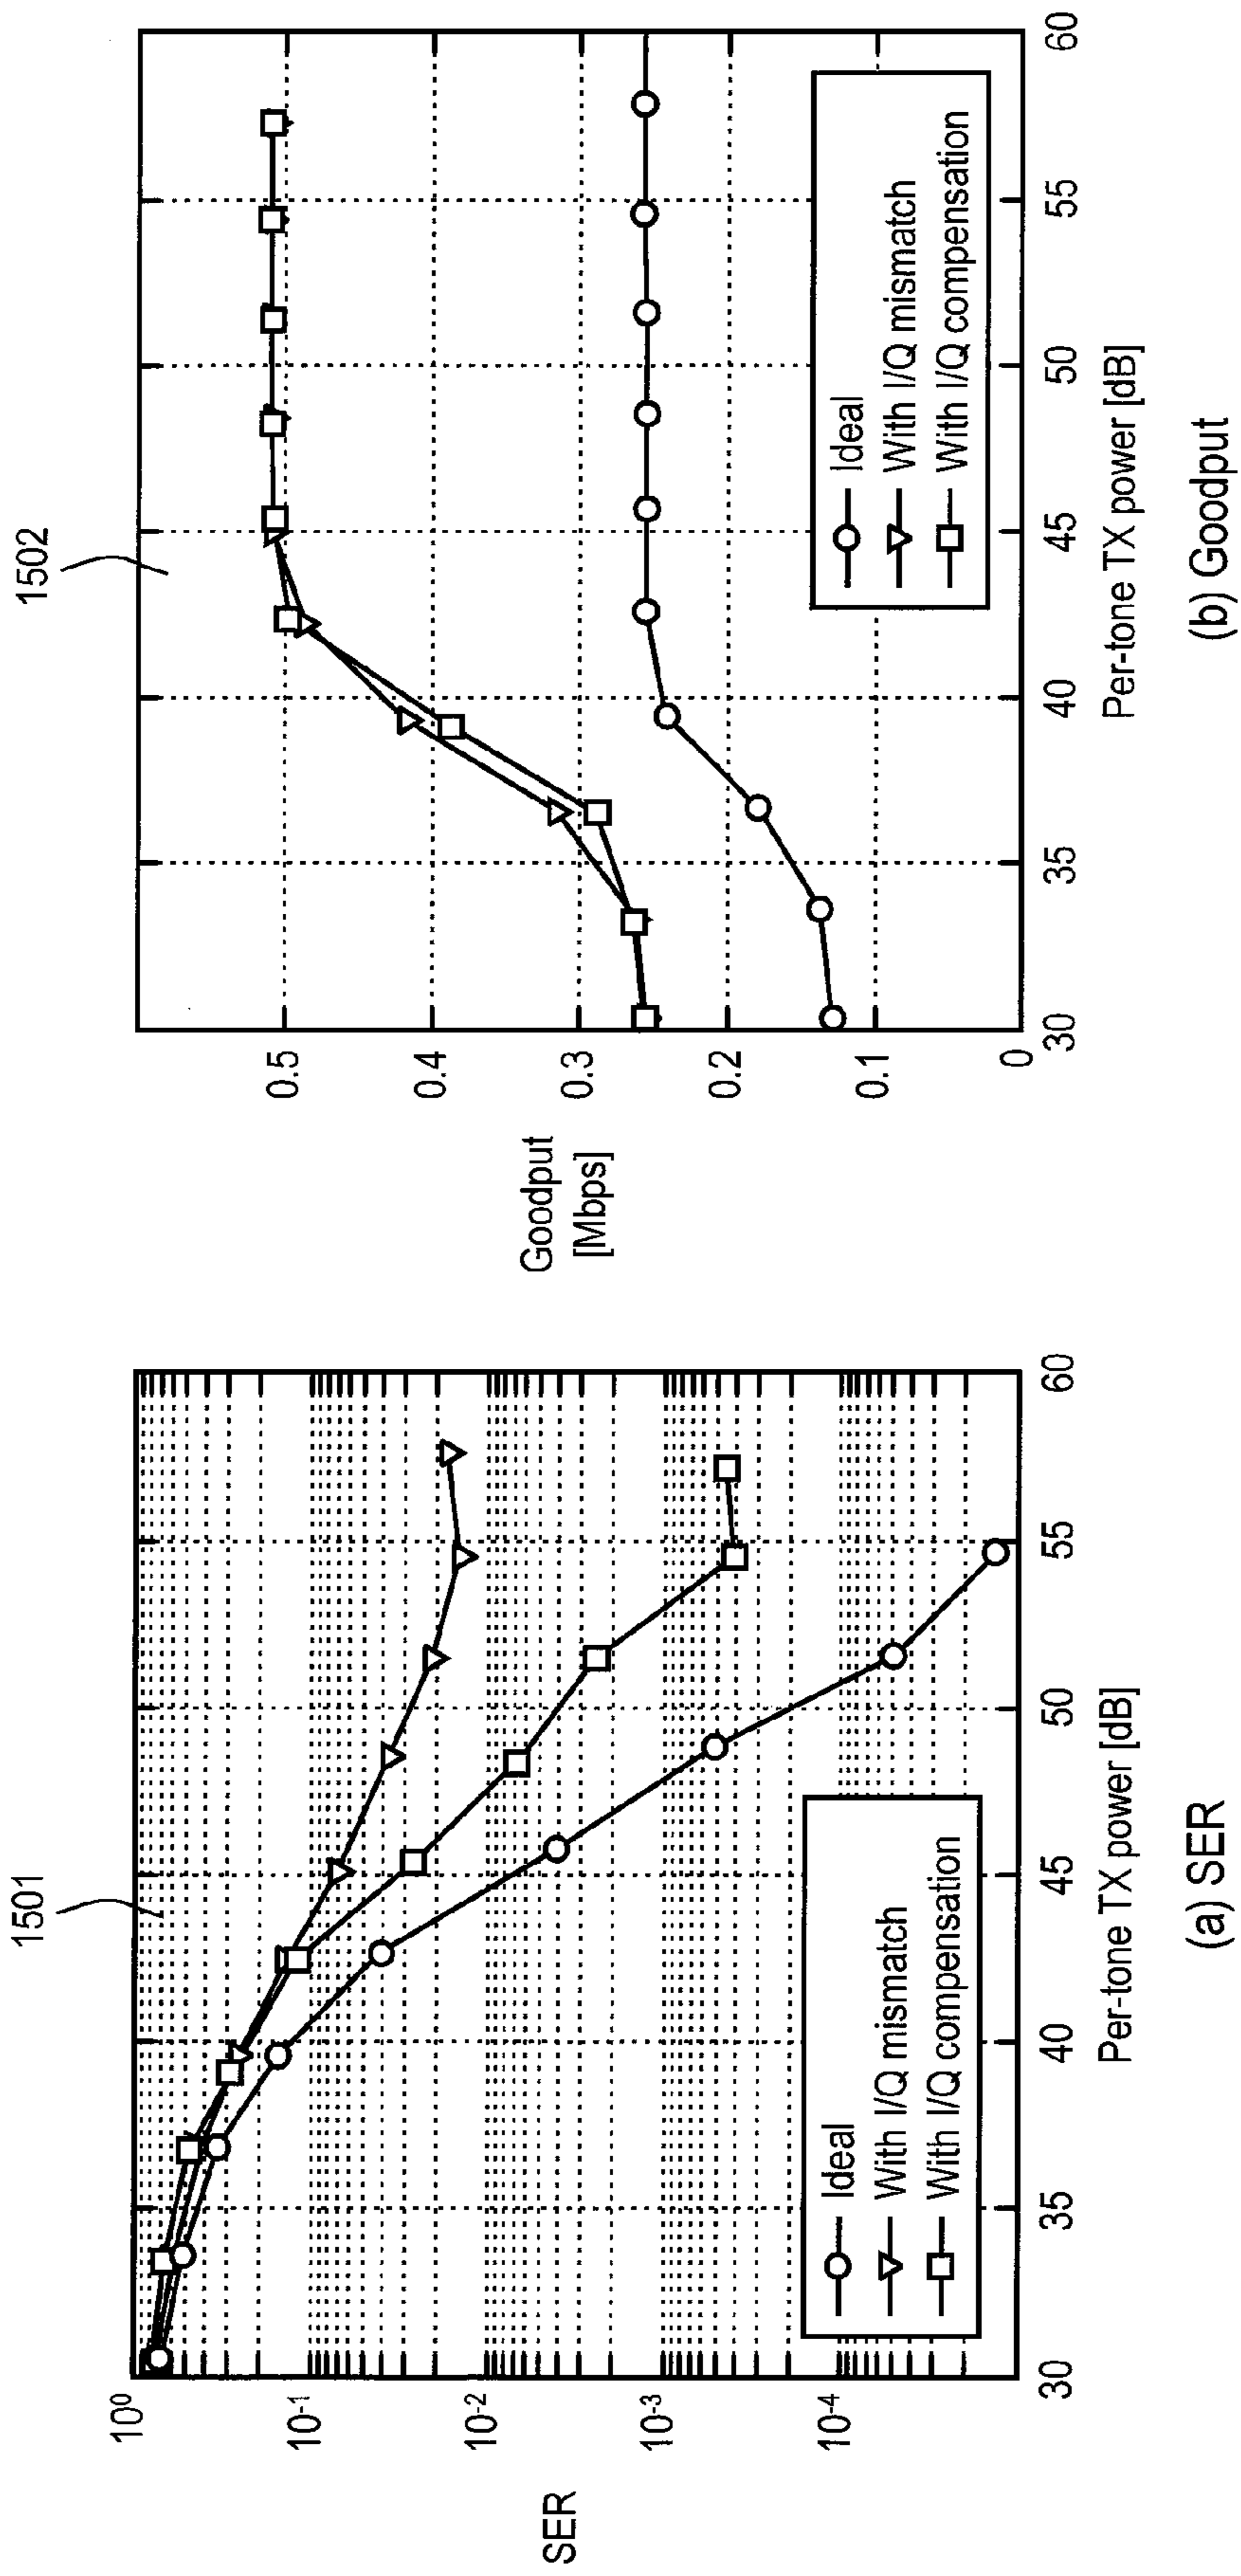 1501
SER
10⁰
10⁻¹
10⁻²
10⁻³
10⁻⁴
30
35
40
45
50
55
60
Ideal
With I/Q mismatch
With I/Q compensation
Per-tone TX power [dB]
(a) SER
1502
Goodput
[Mbps]
0.5
0.4
0.3
0.2
0.1
0
30
35
40
45
50
55
60
Ideal
With I/Q mismatch
With I/Q compensation
Per-tone TX power [dB]
(b) Goodput